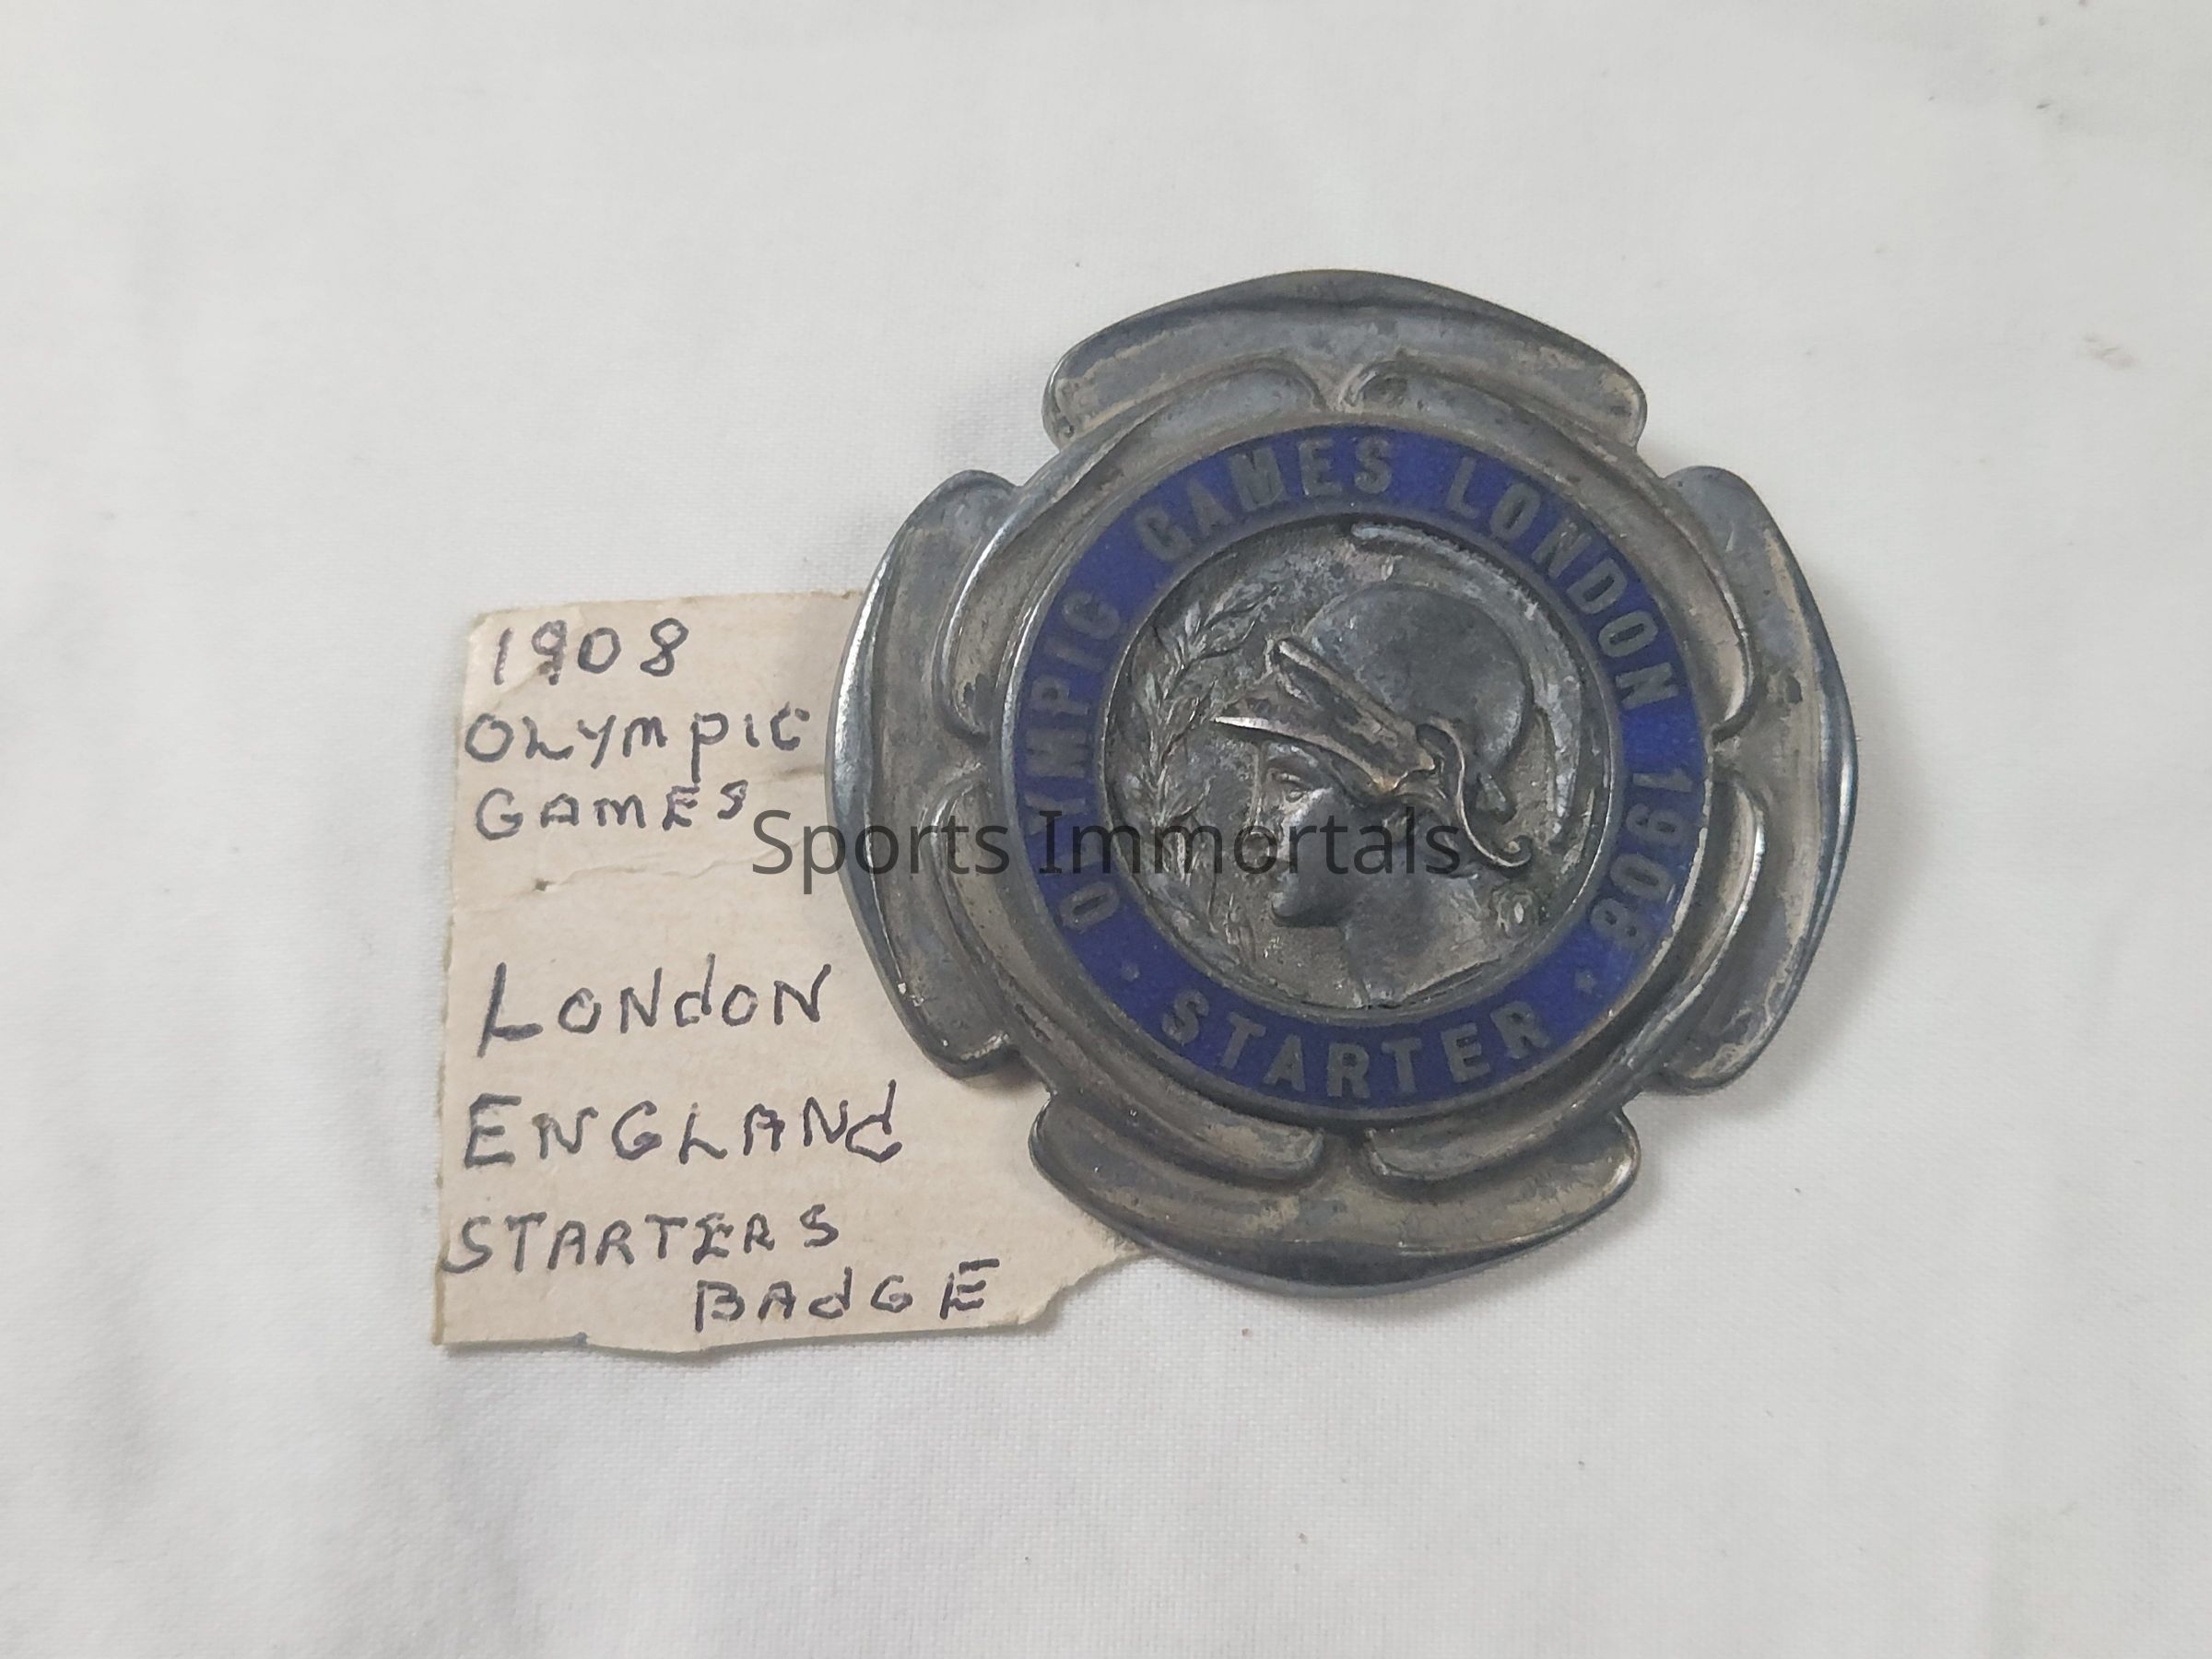 1908
OLYMPIC
GAMES
LONdON
ENGLANd
STARTERS
BAdGE
OLYMPIC GAMES LONDON 1908
STARTER
Sports Immortals